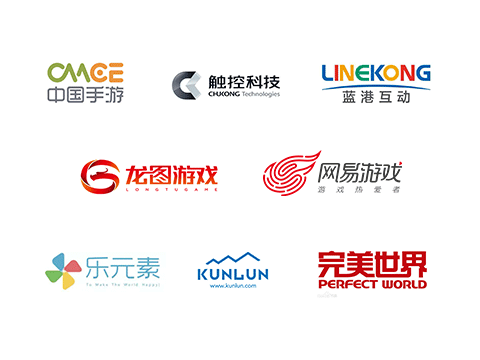 CMGE
中国手游
触控科技
CHUKONG Technologies
LINEKONG
蓝港互动
龙图游戏
LONGTUGAME
网易游戏
游戏热爱者
乐元素
To Make The World Happy!
KUNLUN
www.kunlun.com
完美世界
PERFECT WORLD